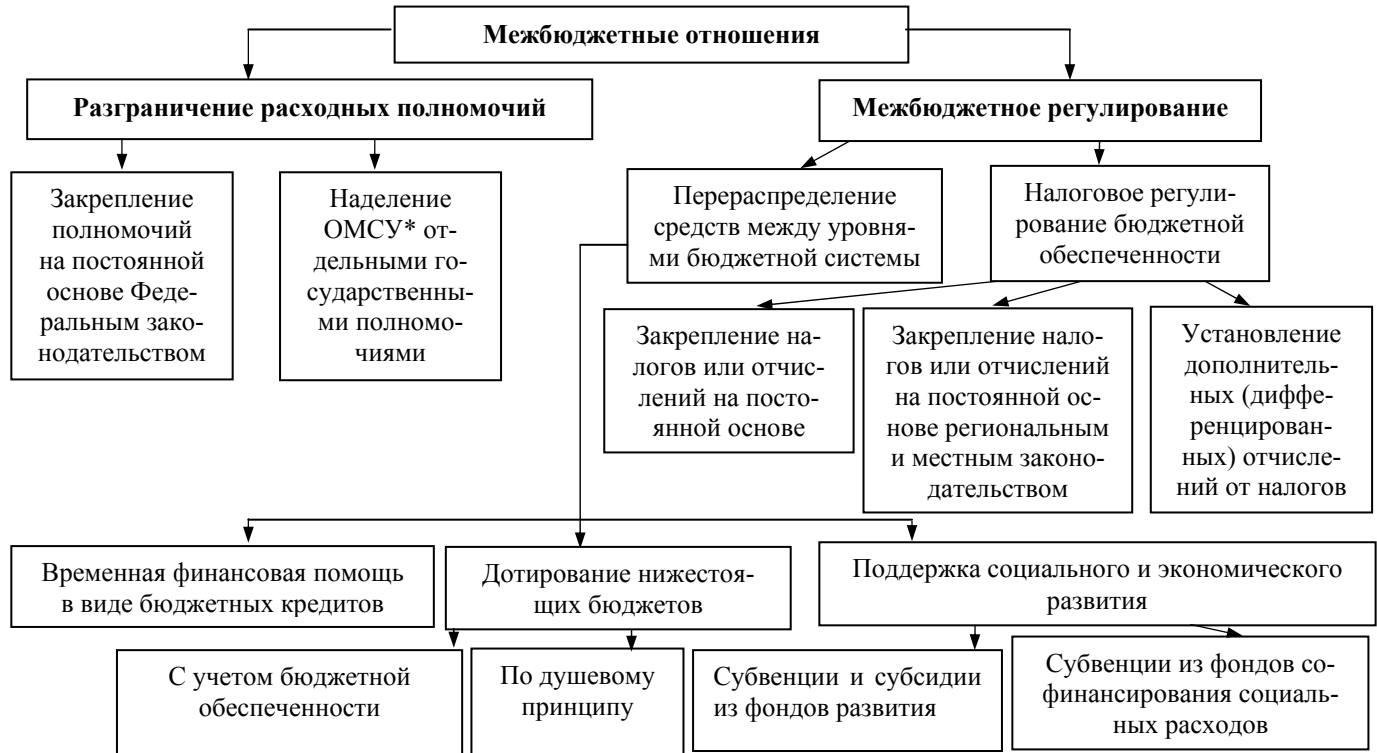 Межбюджетные отношения
Разграничение расходных полномочий
Межбюджетное регулирование
Закрепление
полномочий
на постоянной
основе Феде-
ральным зако-
нодательством
Наделение
ОМСУ* от-
дельными го-
сударственны-
ми полномо-
чиями
Перераспределение
средств между уровня-
ми бюджетной системы
Налоговое регули-
рование бюджетной
обеспеченности
Закрепление на-
логов или отчис-
лений на посто-
янной основе
Закрепление нало-
гов или отчислений
на постоянной ос-
нове региональным
и местным законо-
дательством
Установление
дополнитель-
ных (диффе-
ренцирован-
ных) отчисле-
ний от налогов
Временная финансовая помощь
в виде бюджетных кредитов
Дотирование нижестоя-
щих бюджетов
Поддержка социального и экономического
развития
С учетом бюджетной
обеспеченности
По душевому
принципу
Субвенции и субсидии
из фондов развития
Субвенции из фондов со-
финансирования социаль-
ных расходов